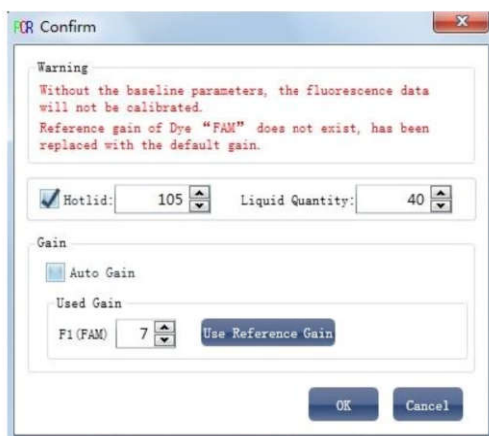 PCR Confirm
Warning
Without the baseline parameters, the fluorescence data
will not be calibrated.
Reference gain of Dye “FAM” does not exist, has been
replaced with the default gain.
Hotlid: 105 Liquid Quantity: 40
Gain
Auto Gain
Used Gain
F1(FAM) 7 Use Reference Gain
OK Cancel